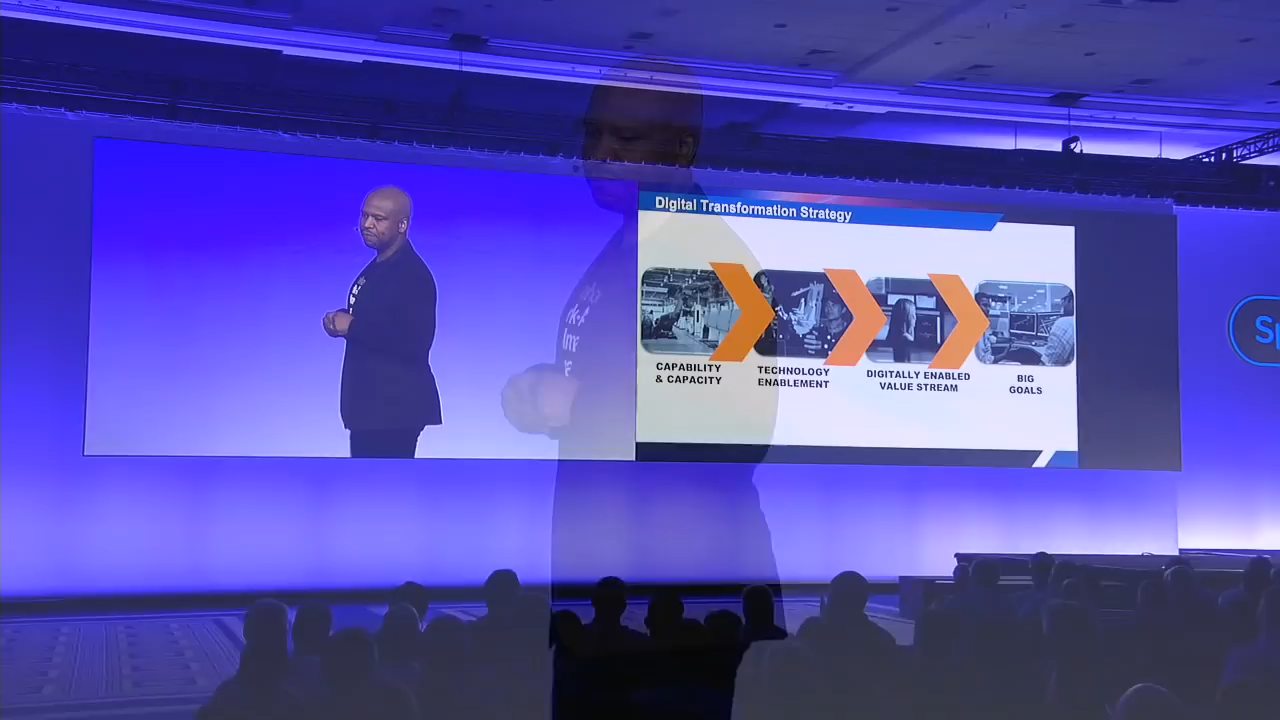 Digital Transformation Strategy
CAPABILITY
& CAPACITY
TECHNOLOGY
ENABLEMENT
DIGITALLY ENABLED
VALUE STREAM
BIG
GOALS